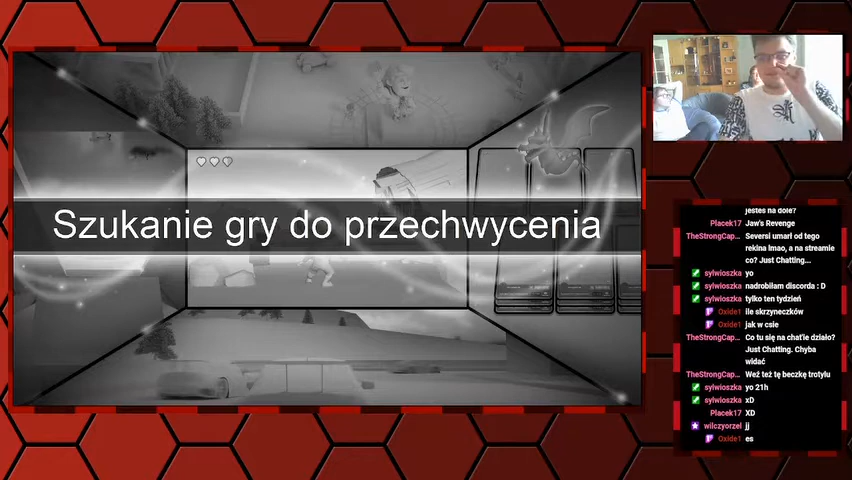 Szukanie gry do przechwycenia
jesteś na dole?
Placek17 Jaw's Revenge
TheStrongCap... Seversi umarł od tego
rekina lmao, a na streamie
co? Just Chatting...
sylwioszka yo
sylwioszka nadrobiłam discorda : D
sylwioszka tylko ten tydzień
Oxide1 ile skrzyneczków
Oxide1 jak w csie
TheStrongCap... Co tu się na chat'ie działo?
Just Chatting. Chyba
widać
TheStrongCap... Weź też tę beczkę trotylu
sylwioszka yo 21h
sylwioszka xD
Placek17 XD
wilczyorzel jj
Oxide1 es